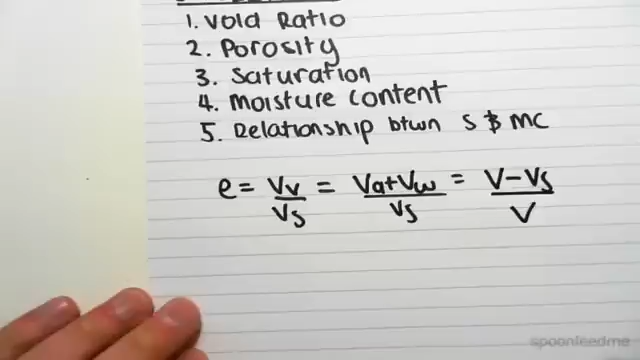 1. Void Ratio
2. Porosity
3. Saturation
4. Moisture Content
5. Relationship btwn S & MC
e = Vv/Vs = Va+Vw/Vs = V-Vs/V
spoonfeedme